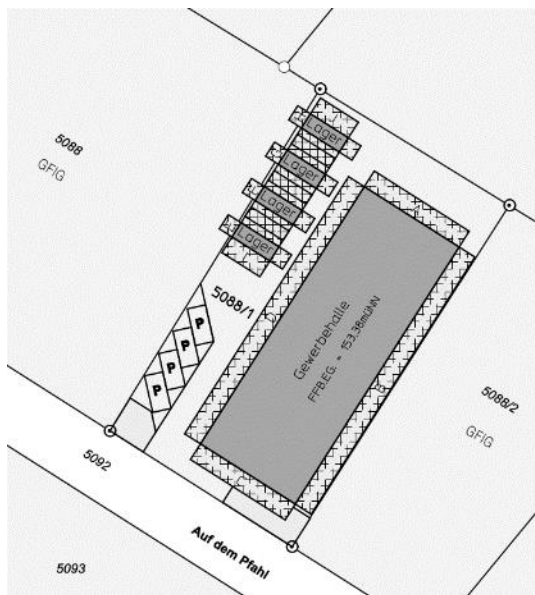 Lager
Lager
Lager
Lager
5088
GFIG
5088/1
P
P
P
P
Gewerbehalle
FFB.EG. = 153.38müNN
5088/2
GFIG
5092
Auf dem Pfahl
5093